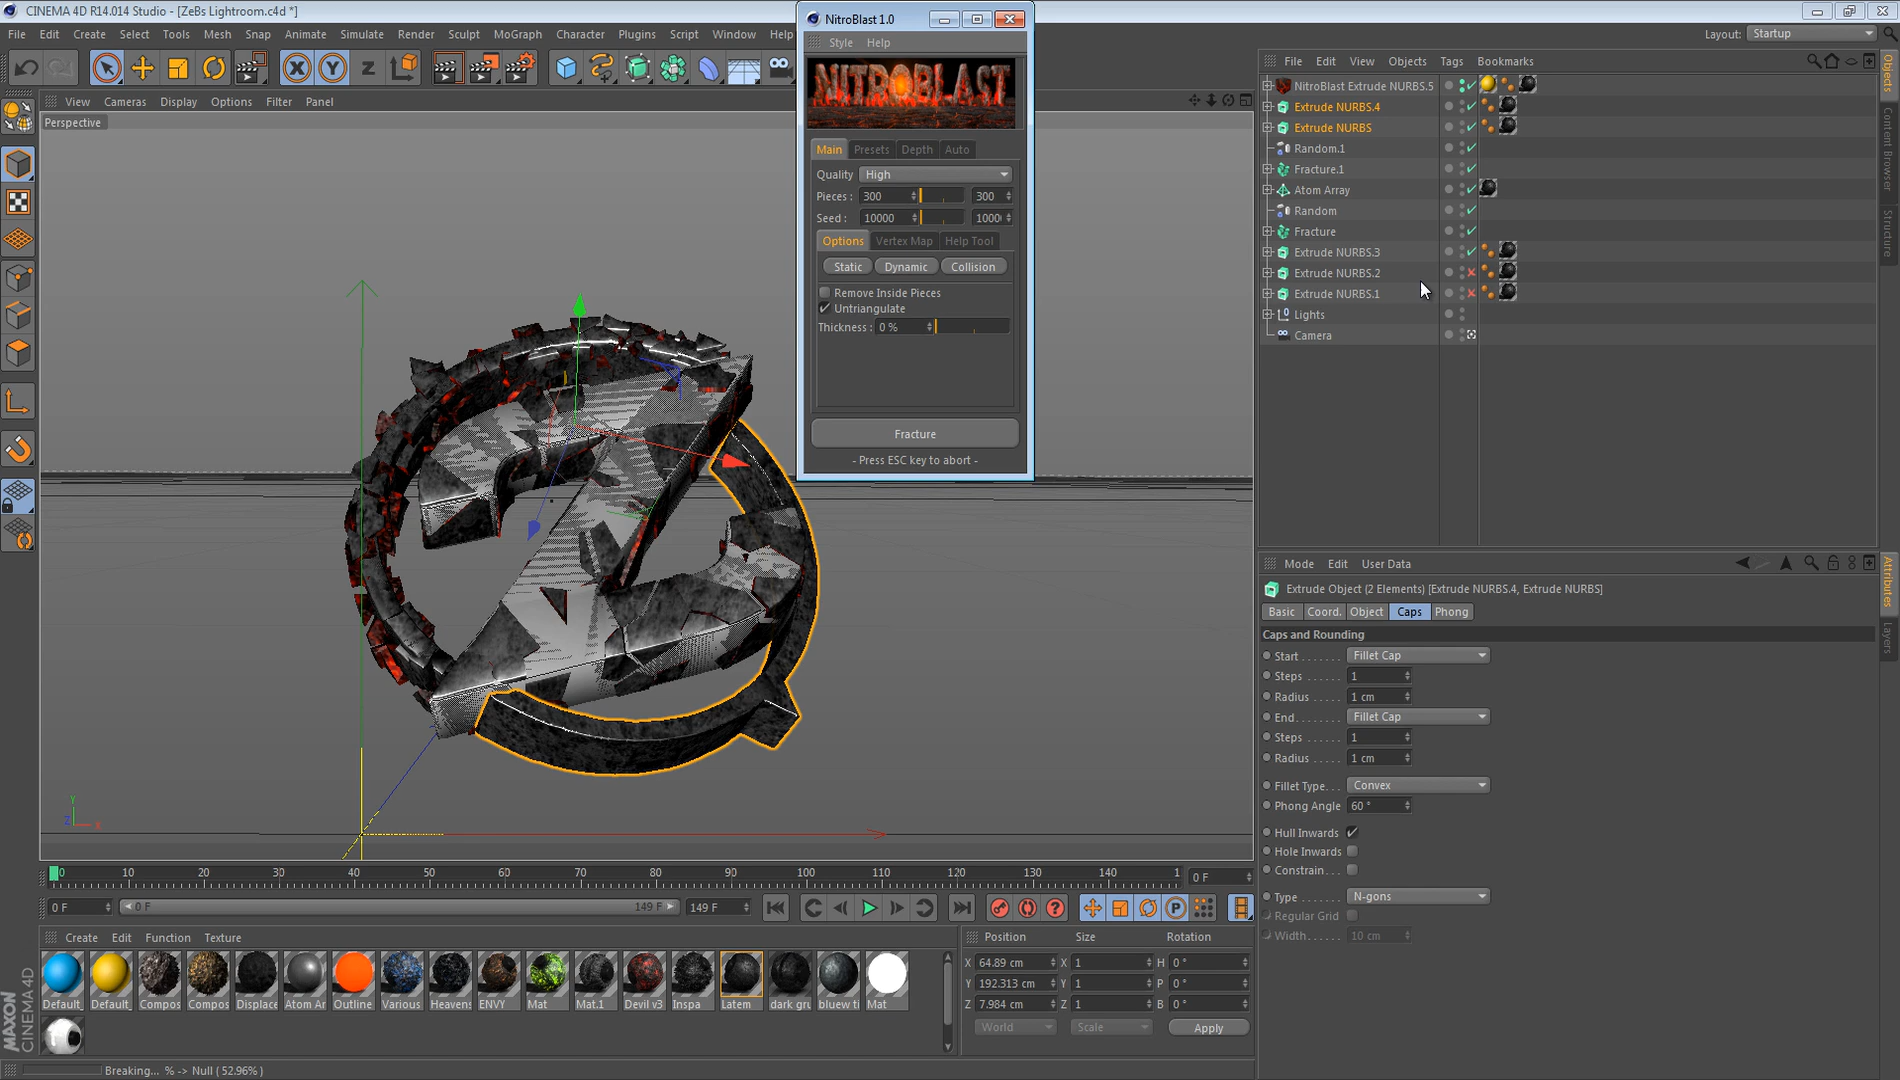 CINEMA 4D R14.014 Studio - [ZeBs Lightroom.c4d *]
File Edit Create Select Tools Mesh Snap Animate Simulate Render Sculpt MoGraph Character Plugins Script Window Help
Layout: Startup
X Y Z
View Cameras Display Options Filter Panel
Perspective
NitroBlast 1.0
Style Help
NITROBLAST
Main Presets Depth Auto
Quality High
Pieces : 300 300
Seed : 10000 1000
Options Vertex Map Help Tool
Static Dynamic Collision
Remove Inside Pieces
Untriangulate
Thickness : 0 %
Fracture
- Press ESC key to abort -
File Edit View Objects Tags Bookmarks
NitroBlast Extrude NURBS.5
Extrude NURBS.4
Extrude NURBS
Random.1
Fracture.1
Atom Array
Random
Fracture
Extrude NURBS.3
Extrude NURBS.2
Extrude NURBS.1
Lights
Camera
Objects
Content Browser
Structure
Mode Edit User Data
Extrude Object (2 Elements) [Extrude NURBS.4, Extrude NURBS]
Basic Coord. Object Caps Phong
Caps and Rounding
Start . . . . . . . Fillet Cap
Steps . . . . . . 1
Radius . . . . . 1 cm
End. . . . . . . . Fillet Cap
Steps . . . . . . 1
Radius . . . . . 1 cm
Fillet Type. . . Convex
Phong Angle 60 °
Hull Inwards
Hole Inwards
Constrain. . .
Type . . . . . . N-gons
Regular Grid
Width. . . . . . 10 cm
Attributes
Layers
Y
Z X
0 10 20 30 40 50 60 70 80 90 100 110 120 130 140 1
0 F
0 F 0 F 149 F 149 F
P
Create Edit Function Texture
Default_ Default_ Compos Compos Displace Atom Ar Outline Various Heavens ENVY Mat Mat.1 Devil v3 Inspa Latem dark gru bluew ti Mat
Position Size Rotation
X 64.89 cm X 1 H 0 °
Y 192.313 cm Y 1 P 0 °
Z 7.984 cm Z 1 B 0 °
World Scale Apply
MAXON
CINEMA 4D
Breaking... % -> Null ( 52.96% )